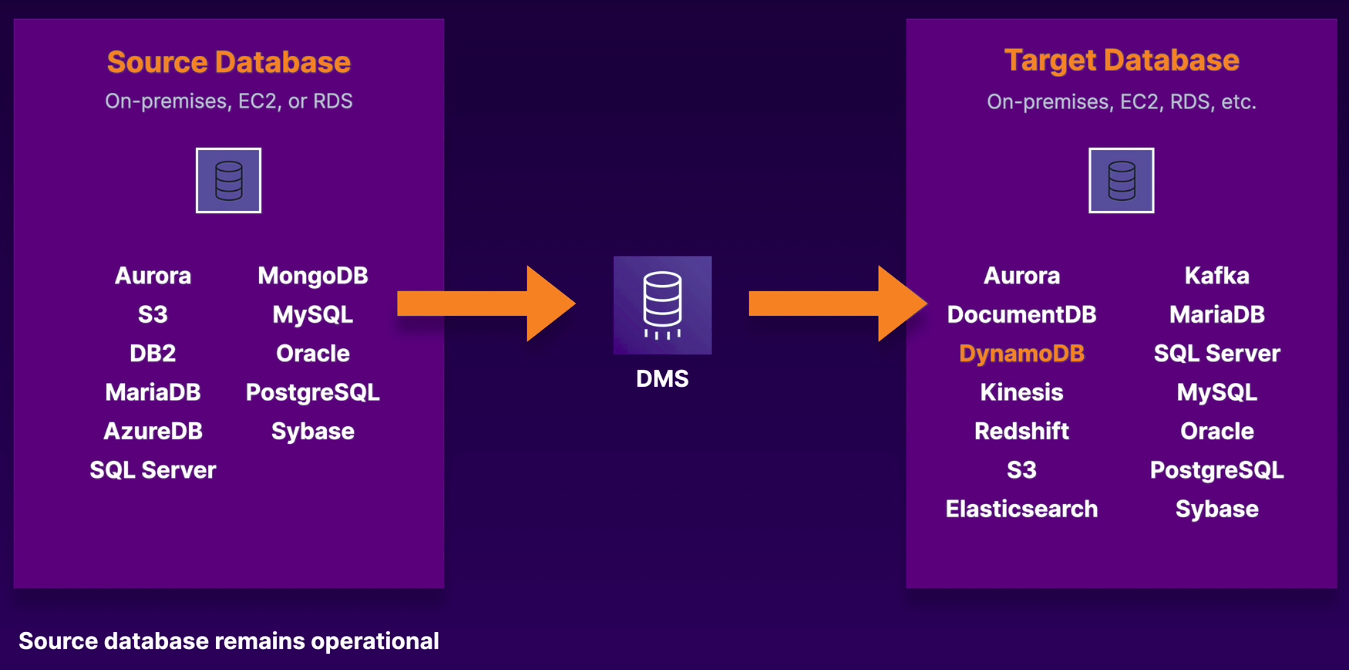 Source Database
On-premises, EC2, or RDS
Aurora
S3
DB2
MariaDB
AzureDB
SQL Server
MongoDB
MySQL
Oracle
PostgreSQL
Sybase
DMS
Target Database
On-premises, EC2, RDS, etc.
Aurora
DocumentDB
DynamoDB
Kinesis
Redshift
S3
Elasticsearch
Kafka
MariaDB
SQL Server
MySQL
Oracle
PostgreSQL
Sybase
Source database remains operational